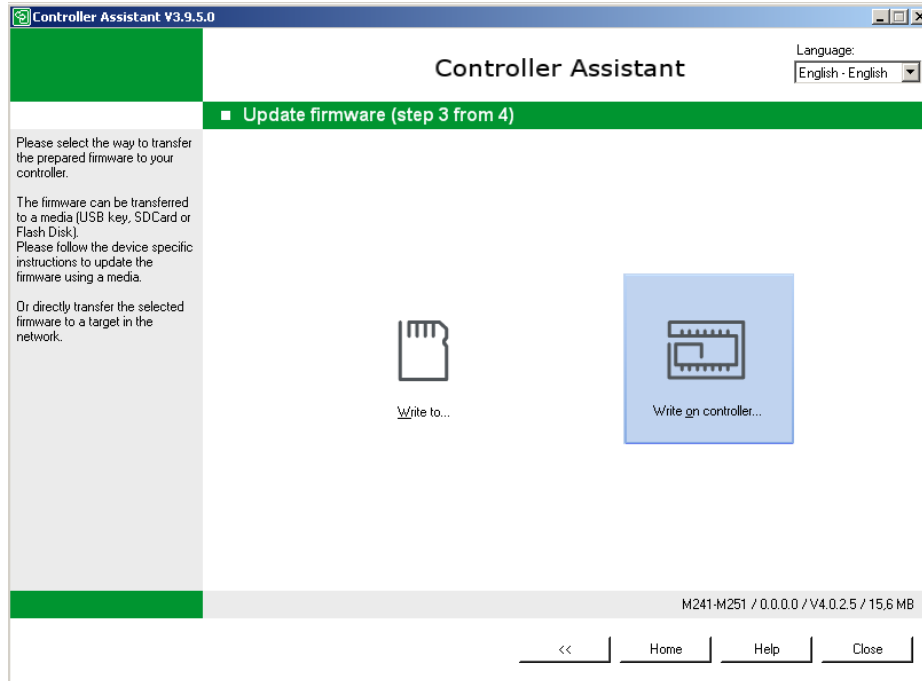 Controller Assistant V3.9.5.0
Controller Assistant
Language:
English - English
Update firmware (step 3 from 4)
Please select the way to transfer
the prepared firmware to your
controller.
The firmware can be transferred
to a media (USB key, SDCard or
Flash Disk).
Please follow the device specific
instructions to update the
firmware using a media.
Or directly transfer the selected
firmware to a target in the
network.
Write to...
Write on controller...
M241-M251 / 0.0.0.0 / V4.0.2.5 / 15,6 MB
<<
Home
Help
Close